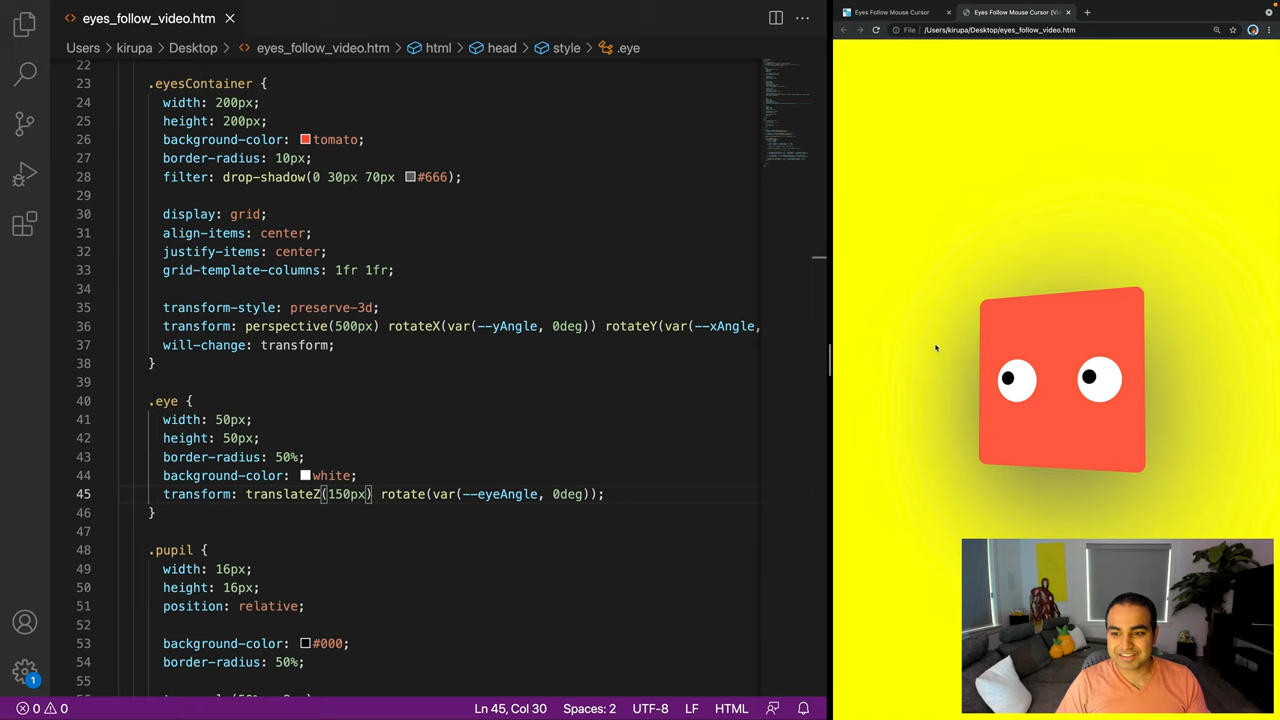 eyes_follow_video.htm
Users > kirupa > Desktop > eyes_follow_video.htm > html > head > style > .eye
22
23 .eyesContainer {
24 width: 200px;
25 height: 200px;
26 background-color: tomato;
27 border-radius: 10px;
28 filter: drop-shadow(0 30px 70px #666);
29
30 display: grid;
31 align-items: center;
32 justify-items: center;
33 grid-template-columns: 1fr 1fr;
34
35 transform-style: preserve-3d;
36 transform: perspective(500px) rotateX(var(--yAngle, 0deg)) rotateY(var(--xAngle,
37 will-change: transform;
38 }
39
40 .eye {
41 width: 50px;
42 height: 50px;
43 border-radius: 50%;
44 background-color: white;
45 transform: translateZ(150px) rotate(var(--eyeAngle, 0deg));
46 }
47
48 .pupil {
49 width: 16px;
50 height: 16px;
51 position: relative;
52
53 background-color: #000;
54 border-radius: 50%;
1
0 0
Ln 45, Col 30
Spaces: 2
UTF-8
LF
HTML
Eyes Follow Mouse Cursor
Eyes Follow Mouse Cursor (Vi
File /Users/kirupa/Desktop/eyes_follow_video.htm